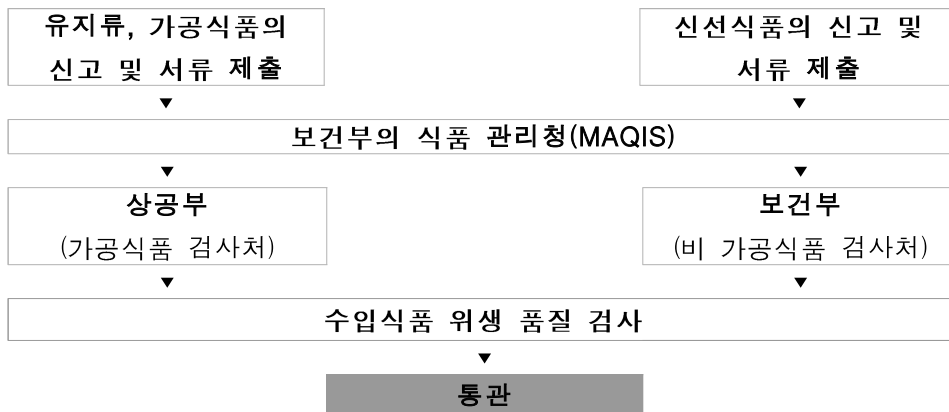 유지류, 가공식품의
신고 및 서류 제출
신선식품의 신고 및
서류 제출
▼
▼
보건부의 식품 관리청(MAQIS)
▼
▼
상공부
(가공식품 검사처)
보건부
(비 가공식품 검사처)
▼
▼
수입식품 위생 품질 검사
▼
통관